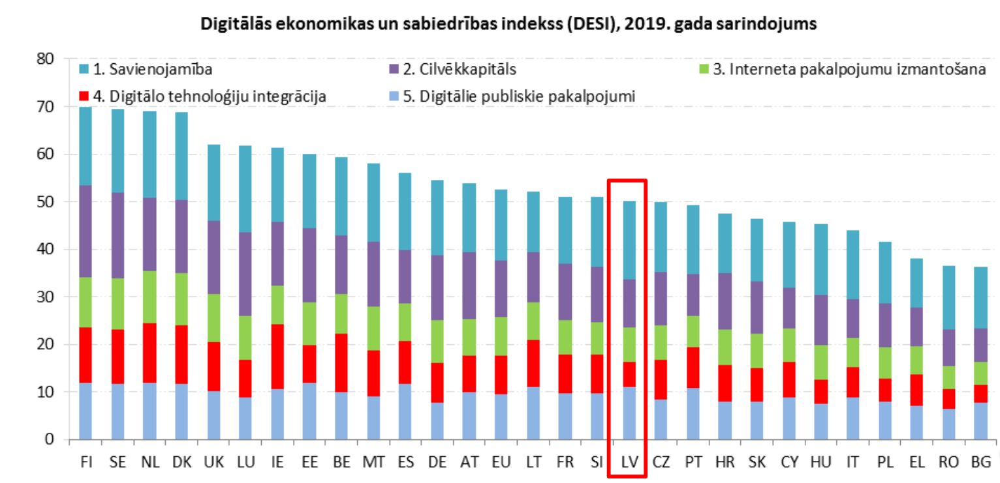 Digitālās ekonomikas un sabiedrības indekss (DESI), 2019. gada sarindojums
80
1. Savienojamība 2. Cilvēkkapitāls 3. Interneta pakalpojumu izmantošana
4. Digitālo tehnoloģiju integrācija 5. Digitālie publiskie pakalpojumi
70
60
50
40
30
20
10
0
FI SE NL DK UK LU IE EE BE MT ES DE AT EU LT FR SI LV CZ PT HR SK CY HU IT PL EL RO BG